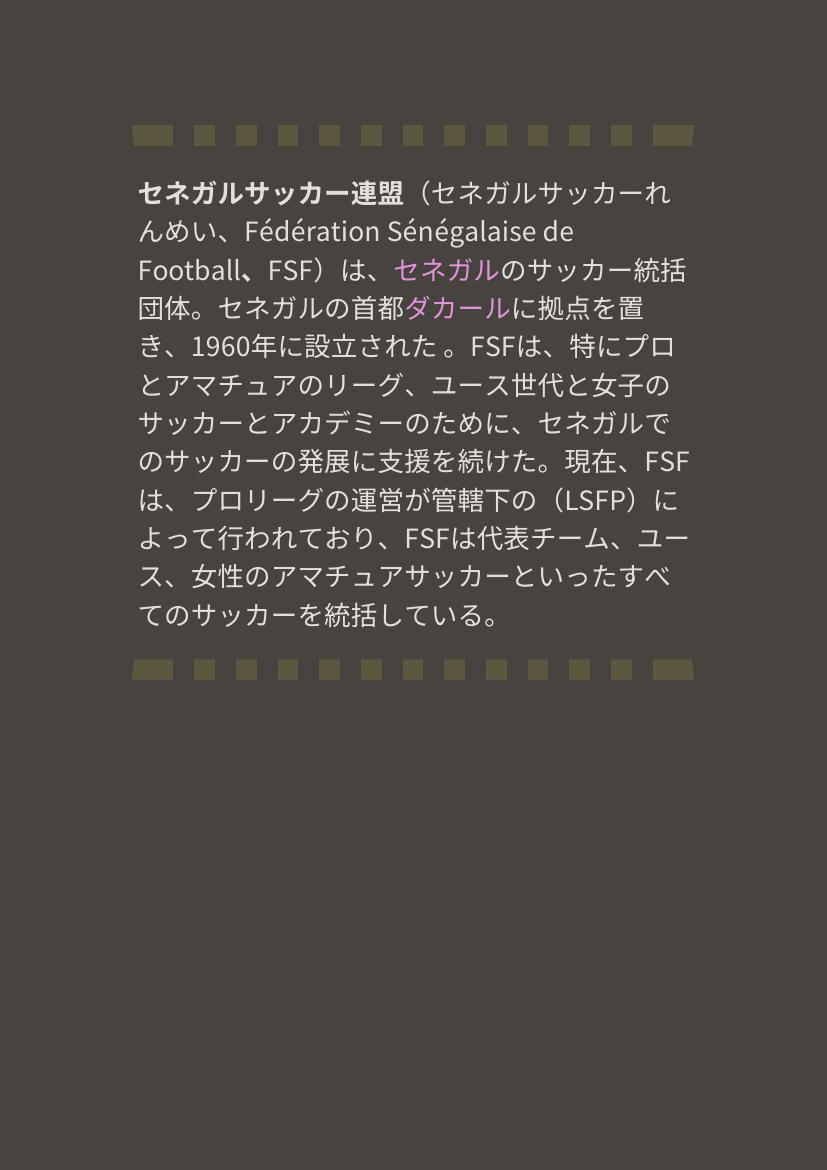 セネガルサッカー連盟（セネガルサッカーれ
んめい、Fédération Sénégalaise de
Football、FSF）は、セネガルのサッカー統括
団体。セネガルの首都ダカールに拠点を置
き、1960年に設立された 。FSFは、特にプロ
とアマチュアのリーグ、ユース世代と女子の
サッカーとアカデミーのために、セネガルで
のサッカーの発展に支援を続けた。現在、FSF
は、プロリーグの運営が管轄下の（LSFP）に
よって行われており、FSFは代表チーム、ユー
ス、女性のアマチュアサッカーといったすべ
てのサッカーを統括している。